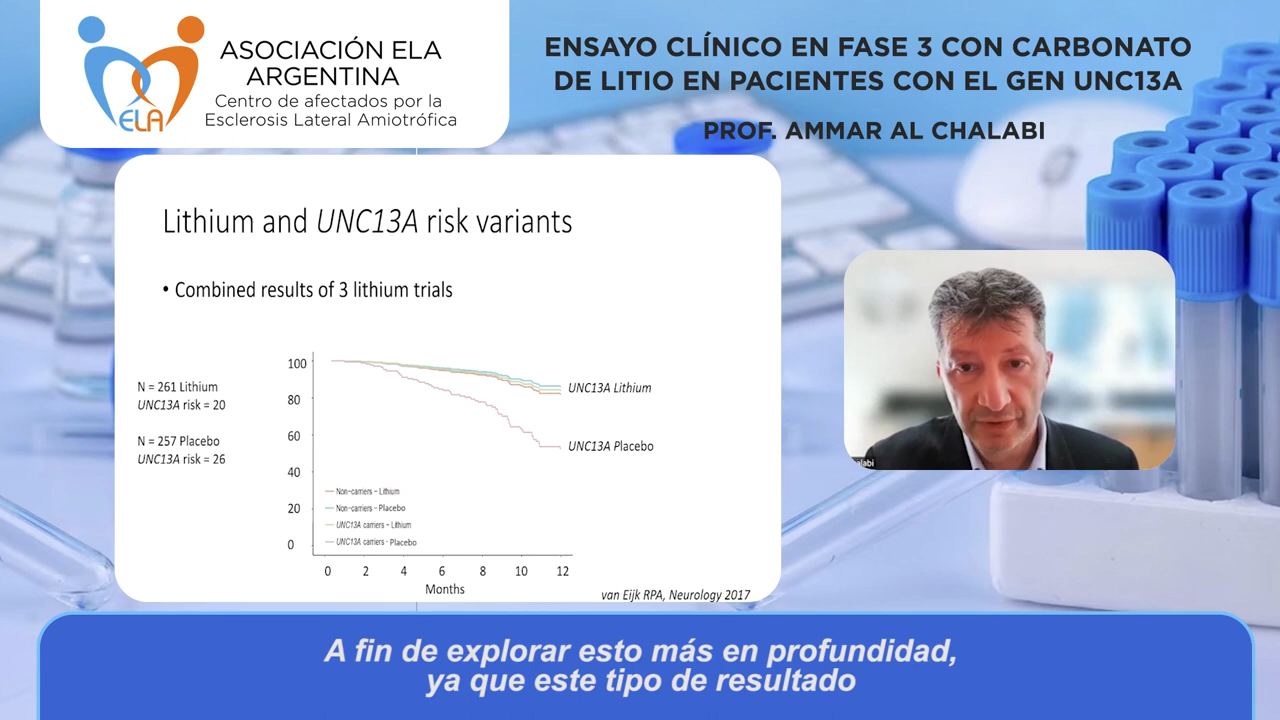 ASOCIACIÓN ELA
ARGENTINA
Centro de afectados por la
Esclerosis Lateral Amiotrófica
ELA
ENSAYO CLÍNICO EN FASE 3 CON CARBONATO
DE LITIO EN PACIENTES CON EL GEN UNC13A
PROF. AMMAR AL CHALABI
Lithium and UNC13A risk variants
• Combined results of 3 lithium trials
N = 261 Lithium
UNC13A risk = 20
N = 257 Placebo
UNC13A risk = 26
100
80
60
40
20
0
UNC13A Lithium
UNC13A Placebo
Non-carriers - Lithium
Non-carriers - Placebo
UNC13A carriers - Lithium
UNC13A carriers - Placebo
0 2 4 6 8 10 12
Months
van Eijk RPA, Neurology 2017
A fin de explorar esto más en profundidad,
ya que este tipo de resultado